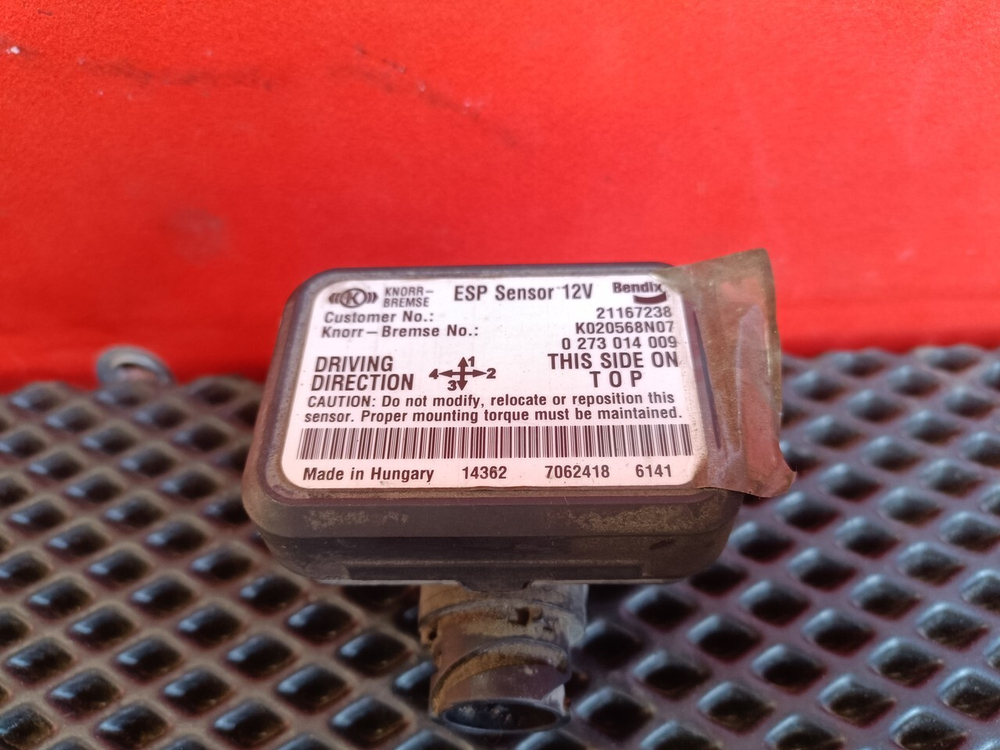 K KNORR-
BREMSE
ESP Sensor 12V
Bendix
Customer No.: 21167238
Knorr-Bremse No.: K020568N07
0 273 014 009
DRIVING
DIRECTION
1
4 2
3
THIS SIDE ON
TOP
CAUTION: Do not modify, relocate or reposition this
sensor. Proper mounting torque must be maintained.
Made in Hungary 14362 7062418 6141